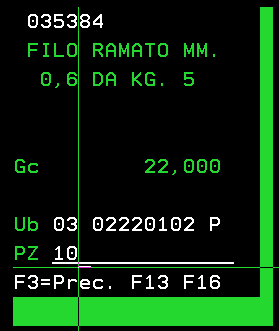 035384
FILO RAMATO MM.
0,6 DA KG. 5
Gc 22,000
Ub 03 02220102 P
PZ 10
F3=Prec. F13 F16